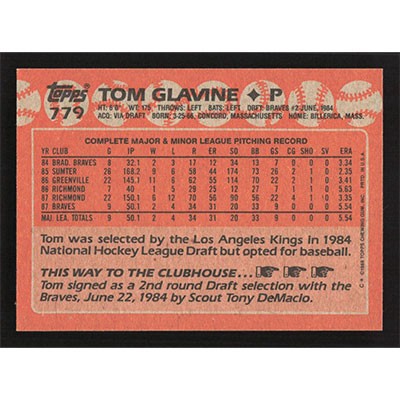 Topps
779
TOM GLAVINE ✦ P
HT: 6'0" WT: 175 THROWS: LEFT BATS: LEFT DRAFT: BRAVES #2-JUNE, 1984
ACQ: VIA DRAFT BORN: 3-25-66, CONCORD, MASSACHUSETTS HOME: BILLERICA, MASS.
COMPLETE MAJOR & MINOR LEAGUE PITCHING RECORD
YR CLUB G IP W L R ER SO BB GS CG SHO SV ERA
84 BRAD. BRAVES 8 32.1 2 3 17 12 34 13 7 0 0 0 3.34
85 SUMTER 26 168.2 9 6 58 44 174 73 26 2 1 0 2.35
86 GREENVILLE 22 145.1 11 6 62 55 114 70 22 2 1 0 3.41
86 RICHMOND 7 40 1 5 29 25 12 27 7 1 1 0 5.63
87 RICHMOND 22 150.1 6 12 70 56 91 56 22 4 1 0 3.35
87 BRAVES 9 50.1 2 4 34 31 20 33 9 0 0 0 5.54
MAJ. LEA. TOTALS 9 50.1 2 4 34 31 20 33 9 0 0 0 5.54
Tom was selected by the Los Angeles Kings in 1984
National Hockey League Draft but opted for baseball.
THIS WAY TO THE CLUBHOUSE...
Tom signed as a 2nd round Draft selection with the
Braves, June 22, 1984 by Scout Tony DeMacio.